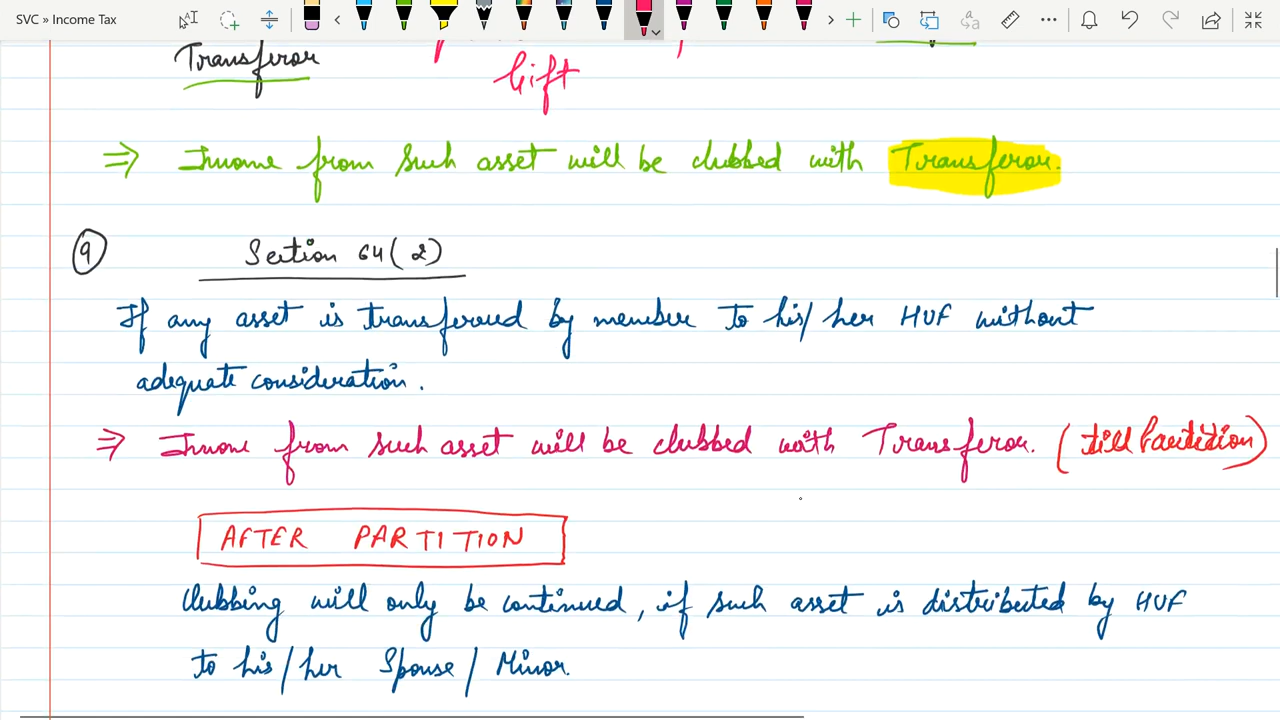 SVC » Income Tax
Transferor
Gift
⇒ Income from such asset will be clubbed with Transferor.
9 Section 64(2)
If any asset is transferred by member to his/her HUF without
adequate consideration.
⇒ Income from such asset will be clubbed with Transferor. (till Partition)
AFTER PARTITION
Clubbing will only be continued, if such asset is distributed by HUF
to his/her Spouse/Minor.